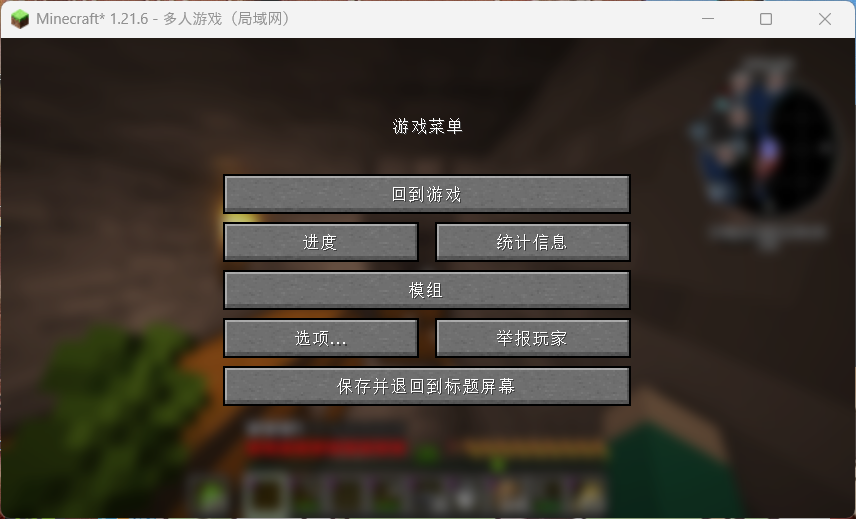 Minecraft* 1.21.6 - 多人游戏（局域网）
游戏菜单
回到游戏
进度
统计信息
模组
选项...
举报玩家
保存并退回到标题屏幕